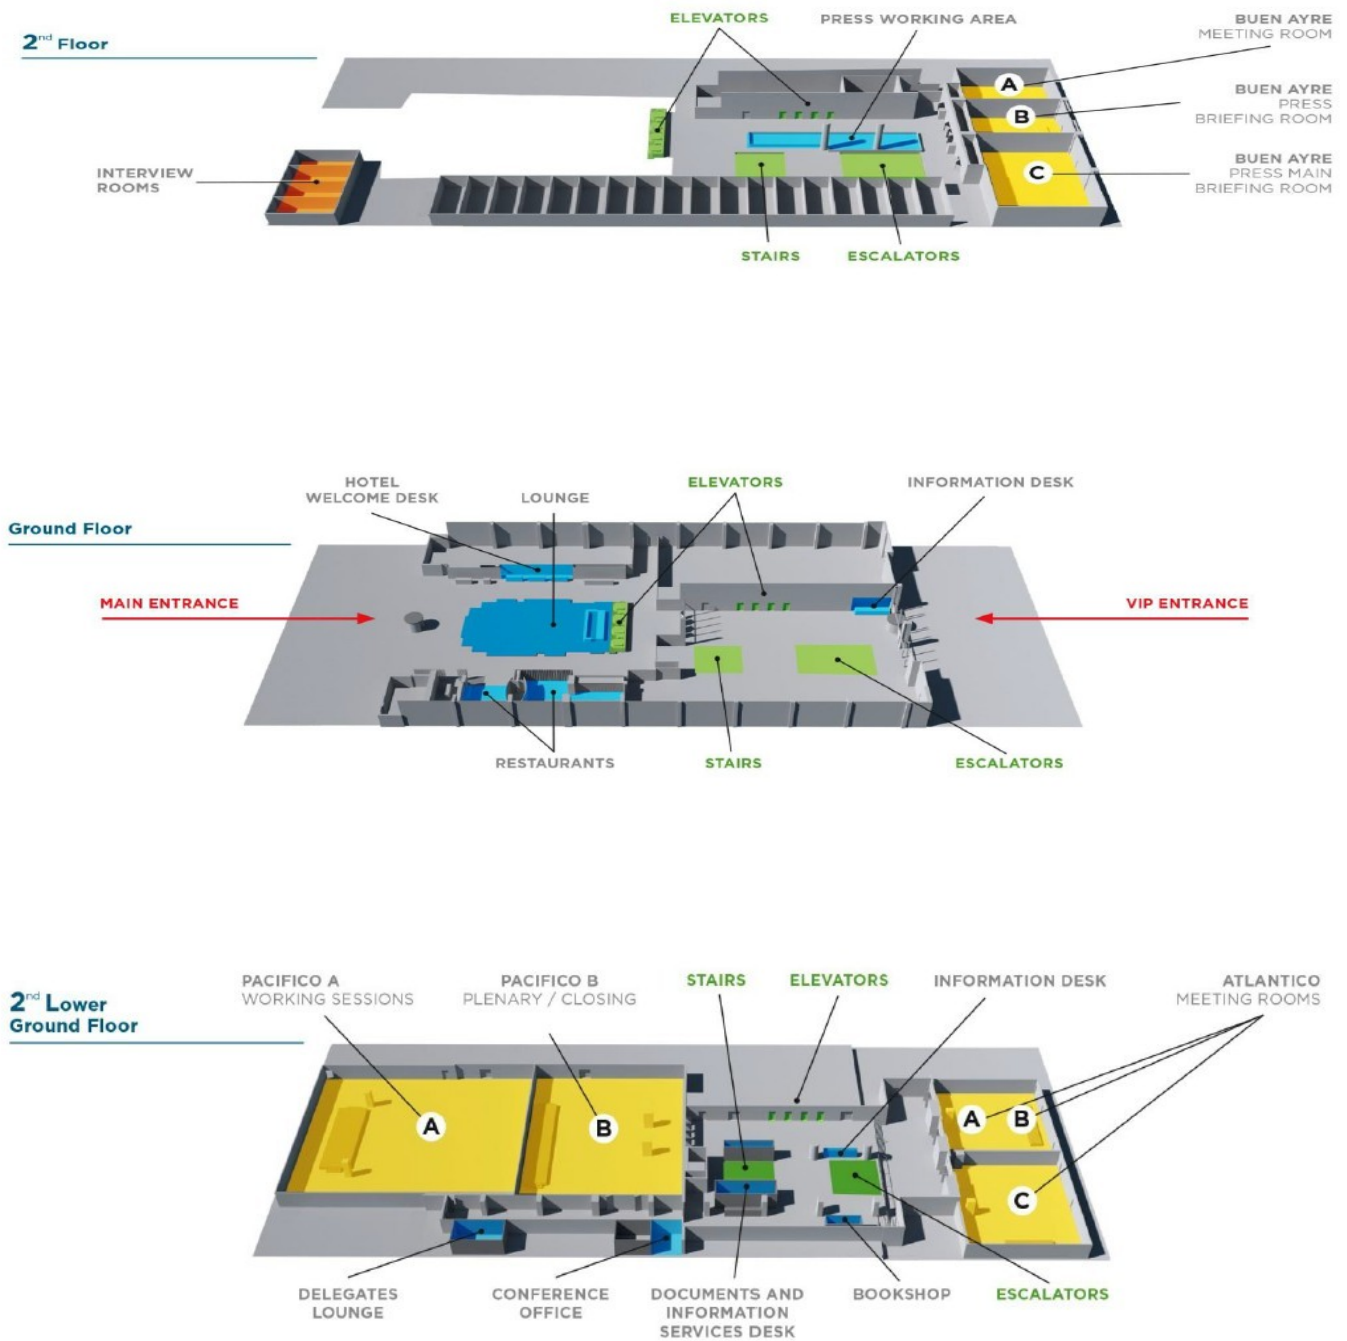 2nd Floor
ELEVATORS
PRESS WORKING AREA
BUEN AYRE
MEETING ROOM
A
BUEN AYRE
PRESS
BRIEFING ROOM
B
INTERVIEW
ROOMS
BUEN AYRE
PRESS MAIN
BRIEFING ROOM
C
STAIRS
ESCALATORS
Ground Floor
HOTEL
WELCOME DESK
LOUNGE
ELEVATORS
INFORMATION DESK
MAIN ENTRANCE
VIP ENTRANCE
RESTAURANTS
STAIRS
ESCALATORS
2nd Lower
Ground Floor
PACIFICO A
WORKING SESSIONS
PACIFICO B
PLENARY / CLOSING
STAIRS
ELEVATORS
INFORMATION DESK
ATLANTICO
MEETING ROOMS
A
B
A
B
C
DELEGATES
LOUNGE
CONFERENCE
OFFICE
DOCUMENTS AND
INFORMATION
SERVICES DESK
BOOKSHOP
ESCALATORS